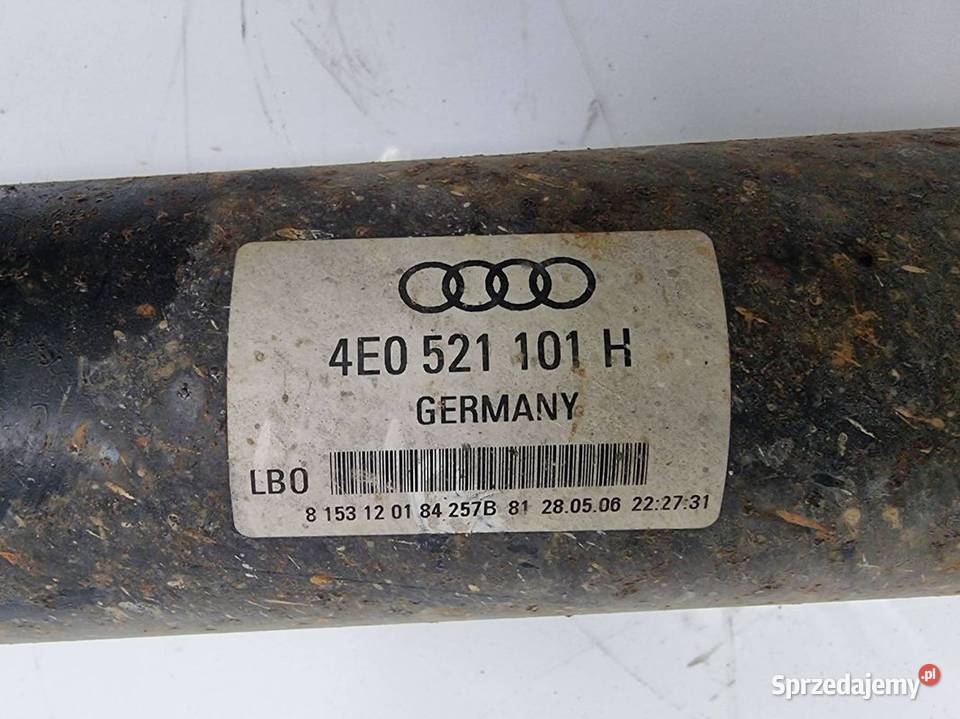 4E0 521 101 H
GERMANY
LBO
8 153 12 01 84 257B 81 28.05.06 22:27:31
Sprzedajemy.pl